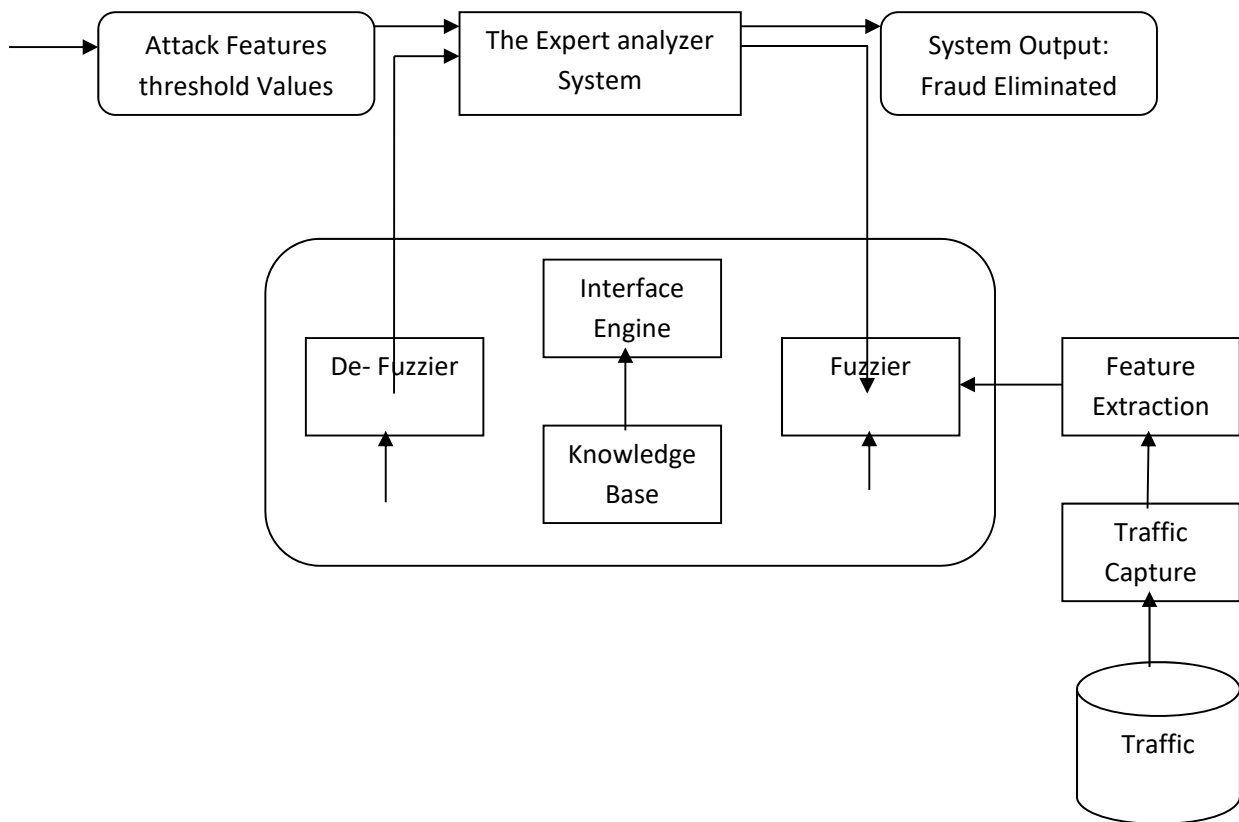 Attack Features
threshold Values
The Expert analyzer
System
System Output:
Fraud Eliminated
Interface
Engine
De- Fuzzier
Fuzzier
Feature
Extraction
Knowledge
Base
Traffic
Capture
Traffic